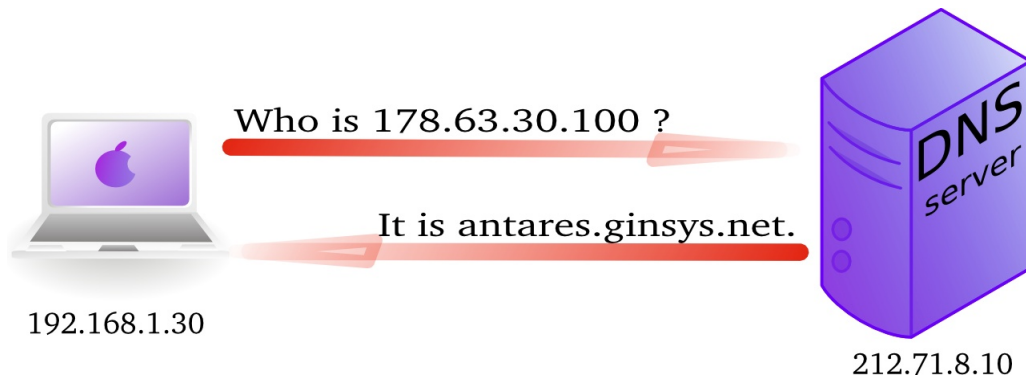 Who is 178.63.30.100 ?
It is antares.ginsys.net.
DNS
server
192.168.1.30
212.71.8.10